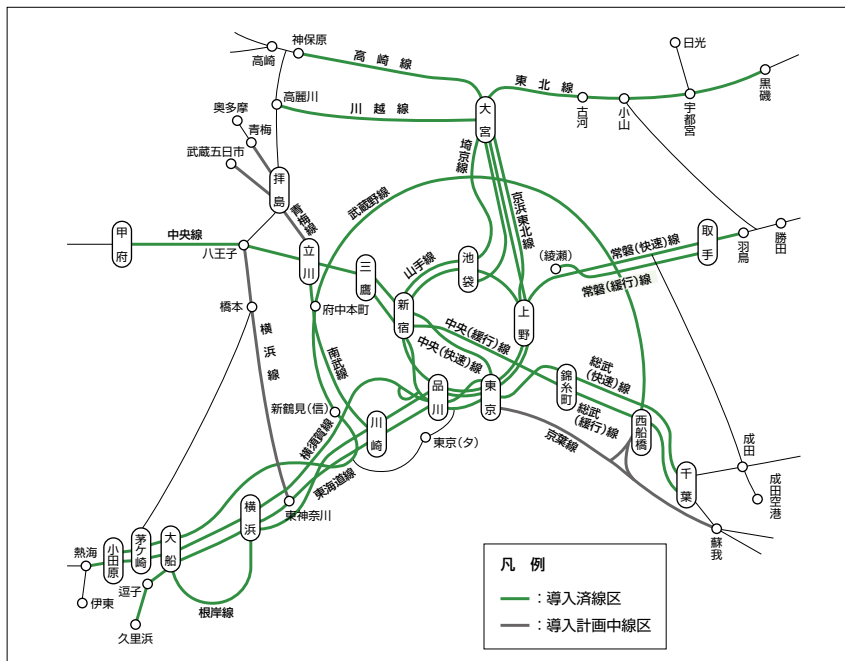 神保原
高崎
高崎線
日光
東北線
黒磯
大宮
古河
小山
宇都宮
高麗川
川越線
奥多摩
青梅
武蔵五日市
拝島
青梅線
埼京線
武蔵野線
京浜東北線
甲府
中央線
八王子
立川
三鷹
山手線
池袋
(綾瀬)
常磐(快速)線
常磐(緩行)線
取手
羽鳥
勝田
橋本
横浜線
府中本町
新宿
上野
中央(緩行)線
中央(快速)線
南武線
品川
東京
錦糸町
総武(快速)線
総武(緩行)線
新鶴見(信)
川崎
東京(タ)
京葉線
西船橋
横須賀線
東海道線
千葉
成田
成田空港
東神奈川
横浜
蘇我
熱海
小田原
茅ケ崎
大船
伊東
逗子
久里浜
根岸線
凡例
:導入済線区
:導入計画中線区